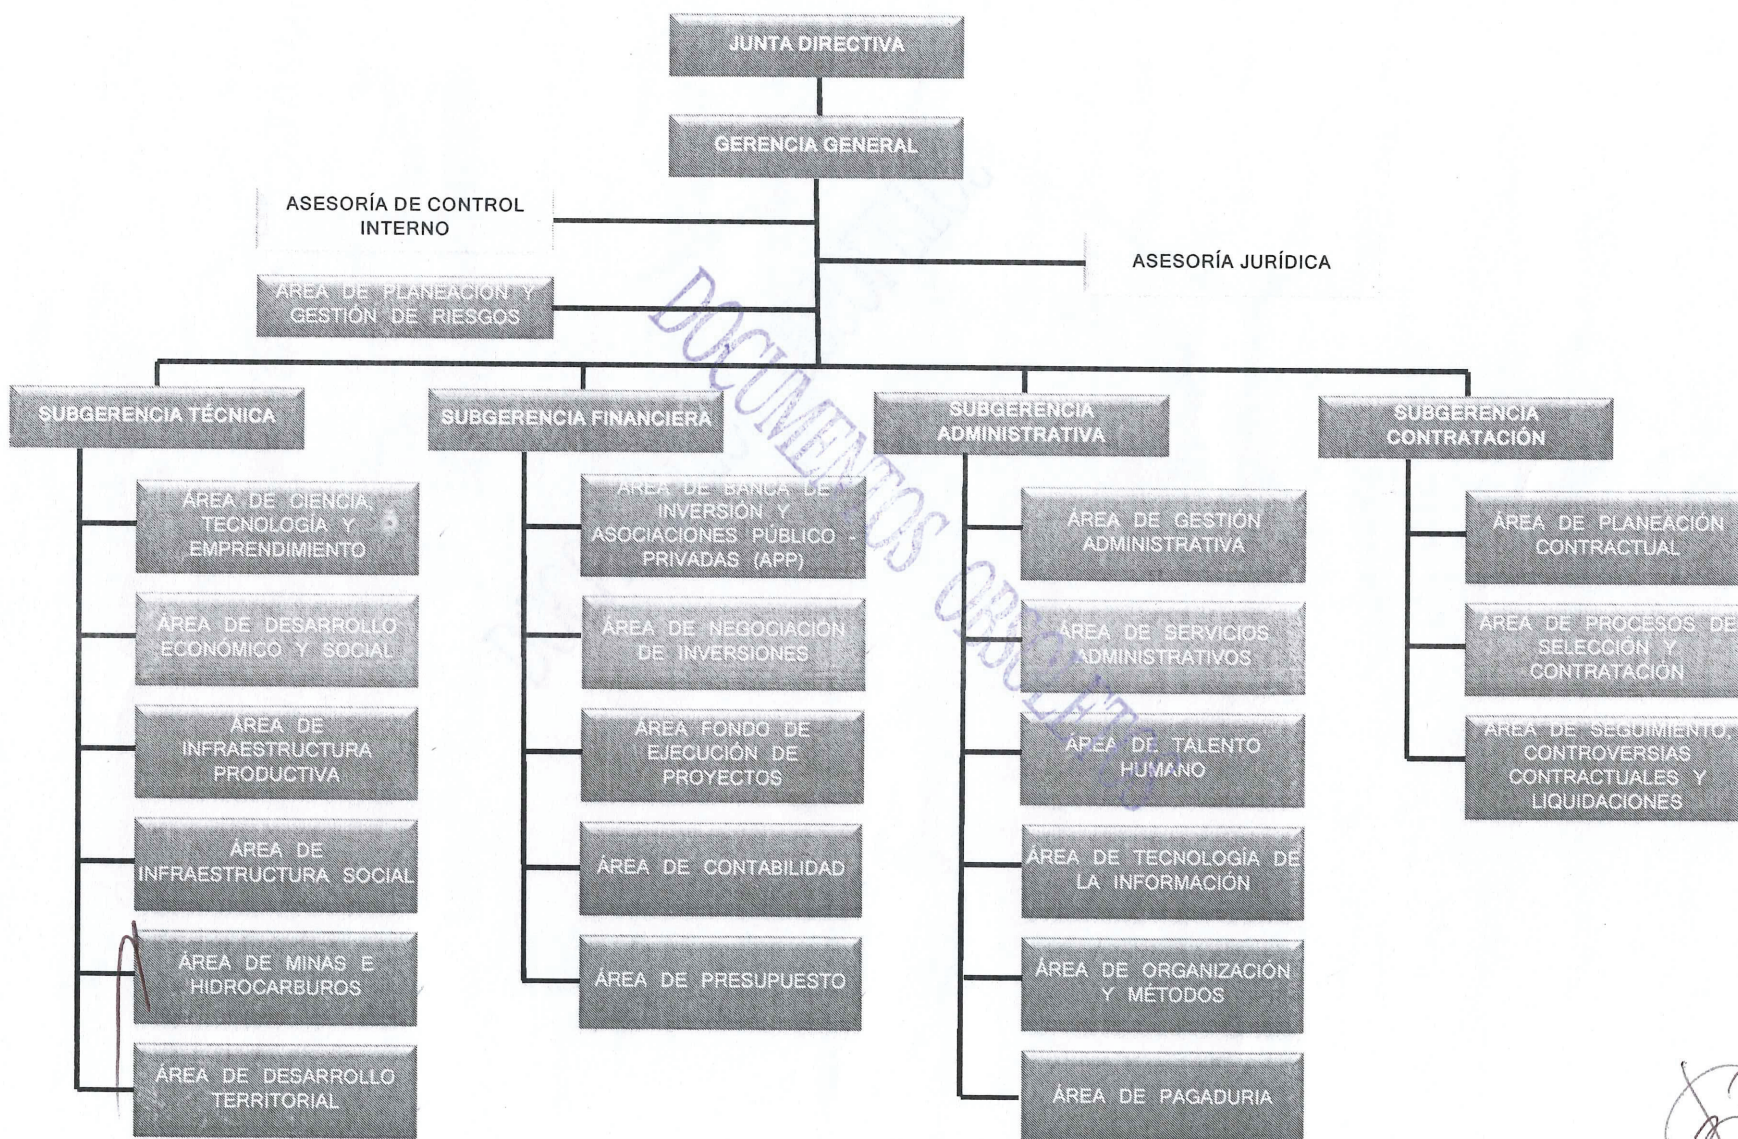 JUNTA DIRECTIVA
GERENCIA GENERAL
ASESORÍA DE CONTROL
INTERNO
ASESORÍA JURÍDICA
ÁREA DE PLANEACIÓN Y
GESTIÓN DE RIESGOS
SUBGERENCIA TÉCNICA
ÁREA DE CIENCIA,
TECNOLOGÍA Y
EMPRENDIMIENTO
ÁREA DE DESARROLLO
ECONÓMICO Y SOCIAL
ÁREA DE
INFRAESTRUCTURA
PRODUCTIVA
ÁREA DE
INFRAESTRUCTURA SOCIAL
ÁREA DE MINAS E
HIDROCARBUROS
ÁREA DE DESARROLLO
TERRITORIAL
SUBGERENCIA FINANCIERA
ÁREA DE BANCA DE
INVERSIÓN Y
ASOCIACIONES PÚBLICO -
PRIVADAS (APP)
ÁREA DE NEGOCIACIÓN
DE INVERSIONES
ÁREA FONDO DE
EJECUCIÓN DE
PROYECTOS
ÁREA DE CONTABILIDAD
ÁREA DE PRESUPUESTO
SUBGERENCIA
ADMINISTRATIVA
ÁREA DE GESTIÓN
ADMINISTRATIVA
ÁREA DE SERVICIOS
ADMINISTRATIVOS
ÁREA DE TALENTO
HUMANO
ÁREA DE TECNOLOGÍA DE
LA INFORMACIÓN
ÁREA DE ORGANIZACIÓN
Y MÉTODOS
ÁREA DE PAGADURIA
SUBGERENCIA
CONTRATACIÓN
ÁREA DE PLANEACIÓN
CONTRACTUAL
ÁREA DE PROCESOS DE
SELECCIÓN Y
CONTRATACIÓN
ÁREA DE SEGUIMIENTO,
CONTROVERSIAS
CONTRACTUALES Y
LIQUIDACIONES
DOCUMENTOS OBSOLETOS